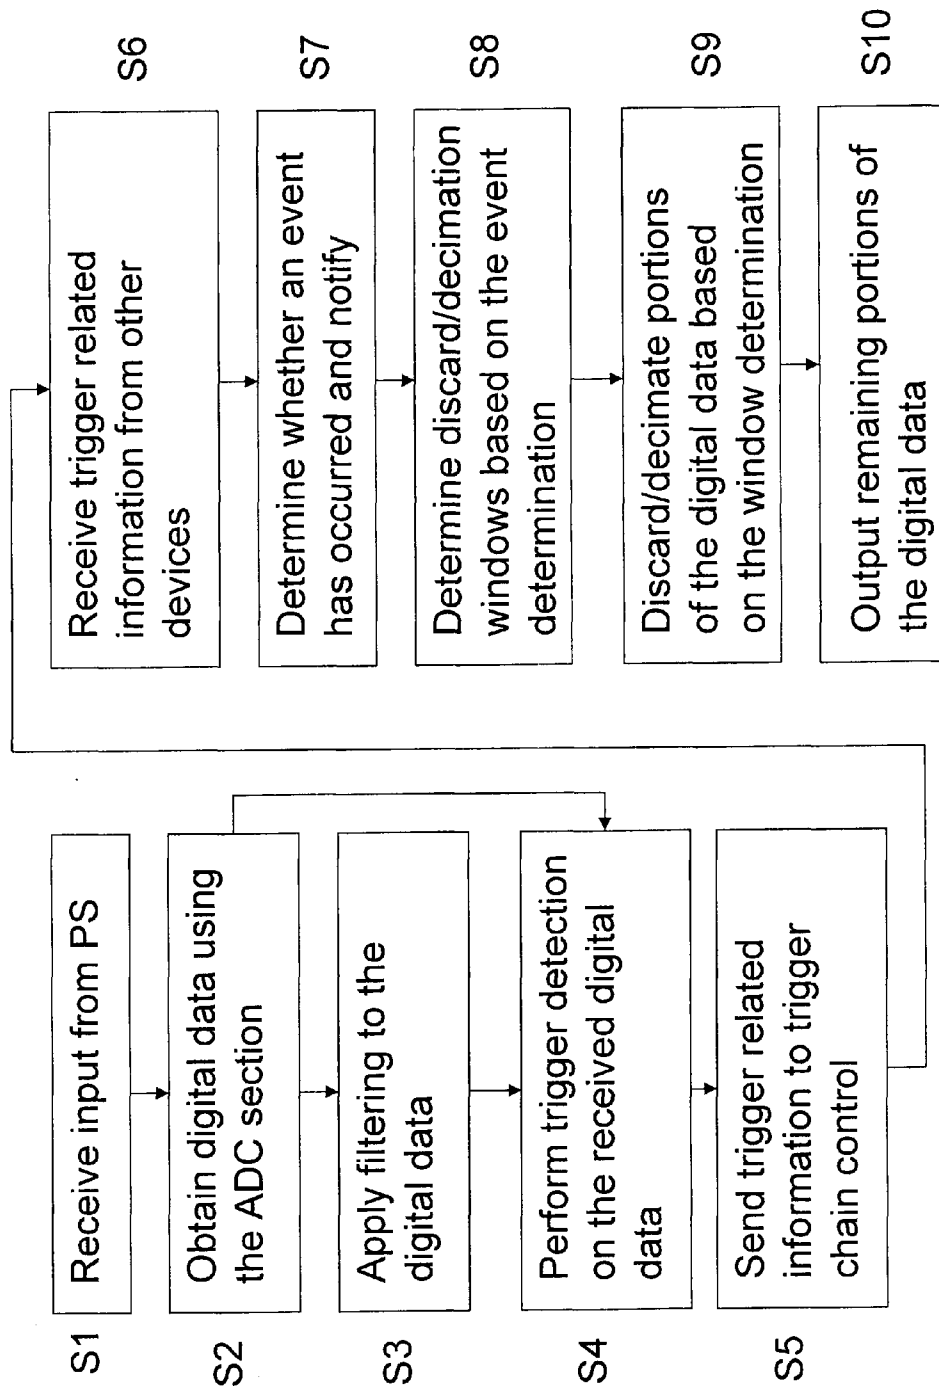 S1
Receive input from PS
S2
Obtain digital data using
the ADC section
S3
Apply filtering to the
digital data
S4
Perform trigger detection
on the received digital
data
S5
Send trigger related
information to trigger
chain control
S6
Receive trigger related
information from other
devices
S7
Determine whether an event
has occurred and notify
S8
Determine discard/decimation
windows based on the event
determination
S9
Discard/decimate portions
of the digital data based
on the window determination
S10
Output remaining portions of
the digital data